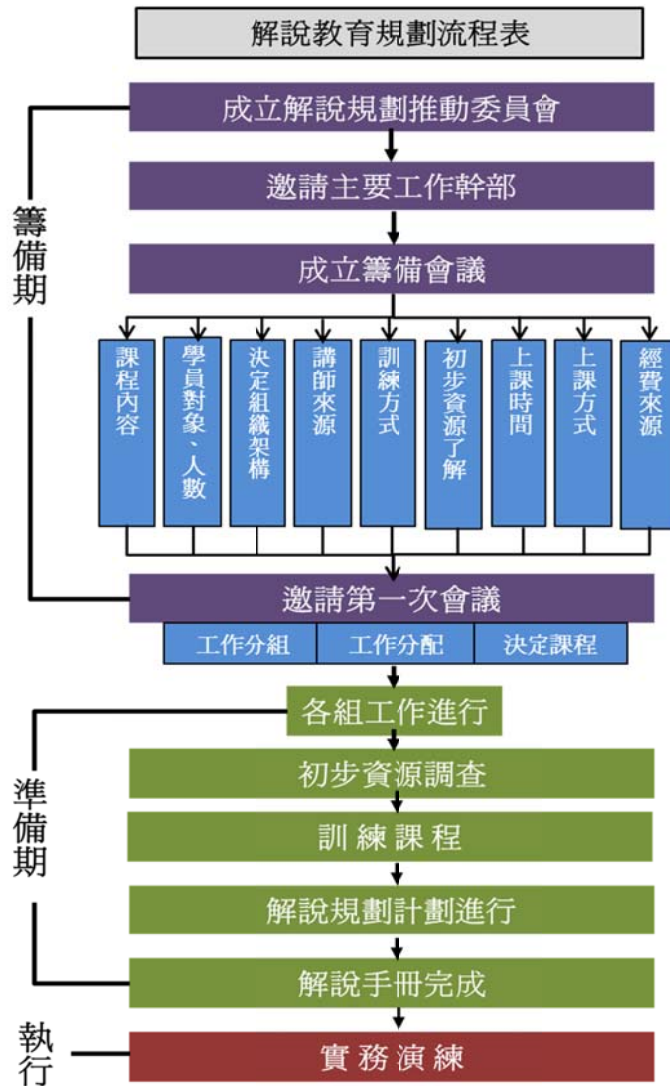 解說教育規劃流程表
成立解說規劃推動委員會
邀請主要工作幹部
成立籌備會議
籌備期
課程內容
學員對象、人數
決定組織架構
講師來源
訓練方式
初步資源了解
上課時間
上課方式
經費來源
邀請第一次會議
工作分組
工作分配
決定課程
各組工作進行
初步資源調查
訓練課程
解說規劃計劃進行
解說手冊完成
準備期
實務演練
執行